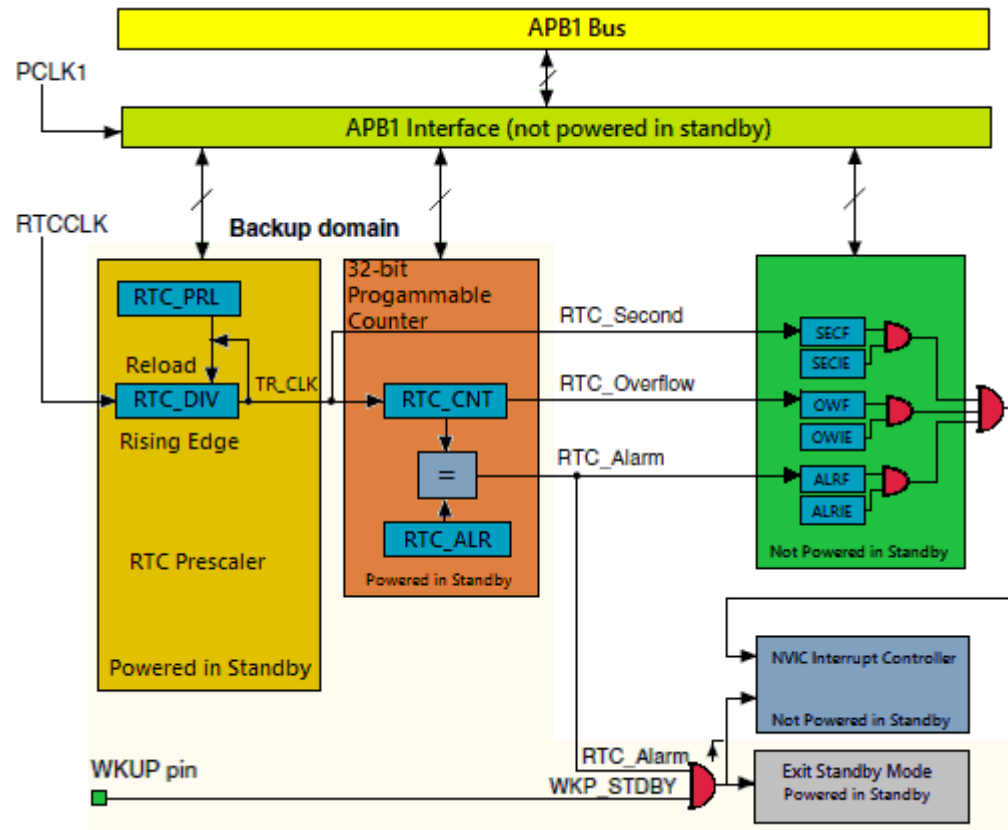 APB1 Bus
PCLK1
APB1 Interface (not powered in standby)
RTCCLK
Backup domain
RTC_PRL
Reload
RTC_DIV
Rising Edge
TR_CLK
RTC Prescaler
Powered in Standby
32-bit
Progammable
Counter
RTC_CNT
=
RTC_ALR
Powered in Standby
RTC_Second
RTC_Overflow
RTC_Alarm
SECF
SECIE
OWF
OWIE
ALRF
ALRIE
Not Powered in Standby
NVIC Interrupt Controller
Not Powered in Standby
WKUP pin
RTC_Alarm
WKP_STDBY
Exit Standby Mode
Powered in Standby